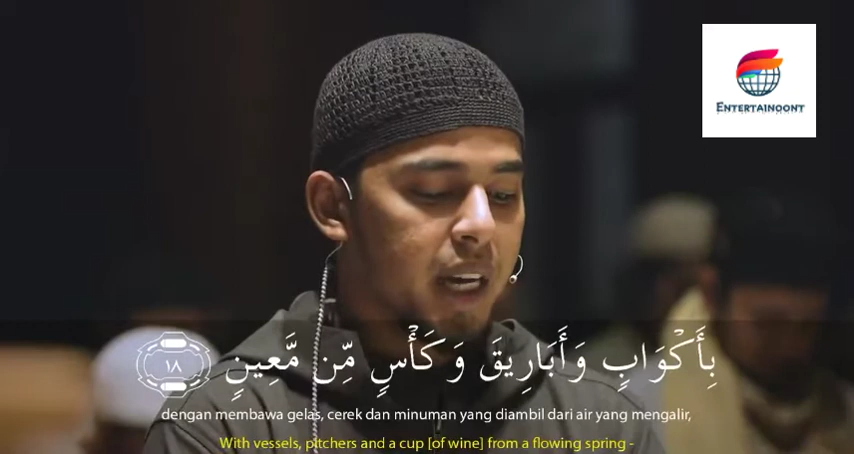 ENTERTAINOONT
بِأَكْوَابٍ وَأَبَارِيقَ وَكَأْسٍ مِّن مَّعِينٍ ١٨
dengan membawa gelas, cerek dan minuman yang diambil dari air yang mengalir,
With vessels, pitchers and a cup [of wine] from a flowing spring -